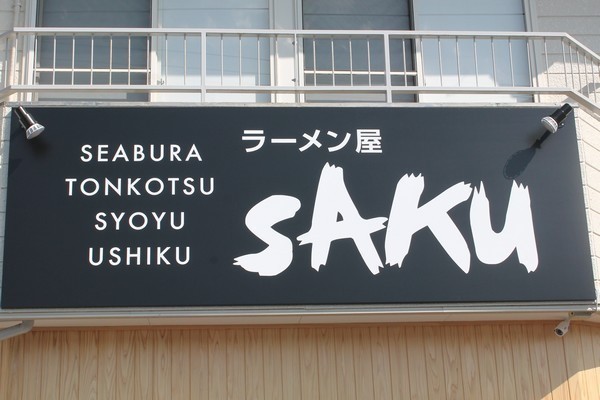 SEABURA
TONKOTSU
SYOYU
USHIKU
ラーメン屋
SAKU